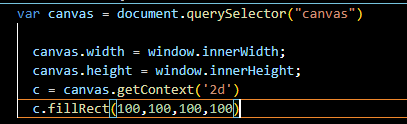 var canvas = document.querySelector("canvas")
canvas.width = window.innerWidth;
canvas.height = window.innerHeight;
c = canvas.getContext('2d')
c.fillRect(100,100,100,100)